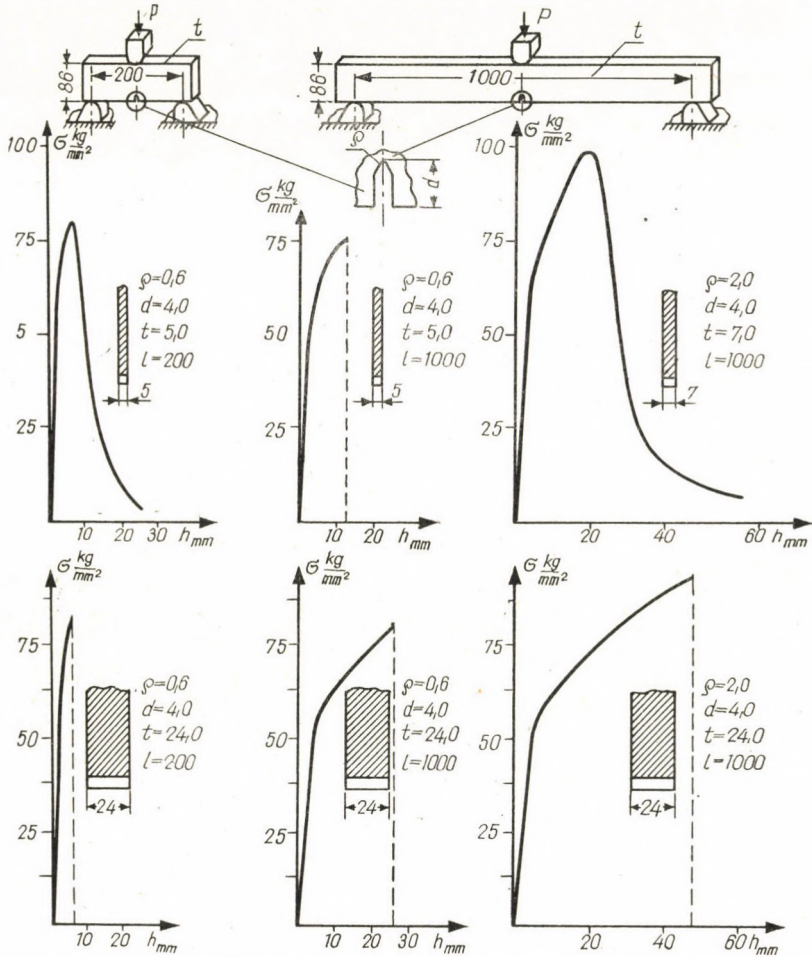 P
t
86
200
P
t
86
1000
ρ
d
σ kg/mm²
100
75
5
25
10 20 30 h mm
ρ=0,6
d=4,0
t=5,0
l=200
5
σ kg/mm²
75
50
25
10 20 h mm
ρ=0,6
d=4,0
t=5,0
l=1000
5
σ kg/mm²
100
75
50
25
20 40 60 h mm
ρ=2,0
d=4,0
t=7,0
l=1000
7
σ kg/mm²
75
50
25
10 20 h mm
ρ=0,6
d=4,0
t=24,0
l=200
24
σ kg/mm²
75
50
25
10 20 30 h mm
ρ=0,6
d=4,0
t=24,0
l=1000
24
σ kg/mm²
75
50
25
20 40 60 h mm
ρ=2,0
d=4,0
t=24,0
l=1000
24